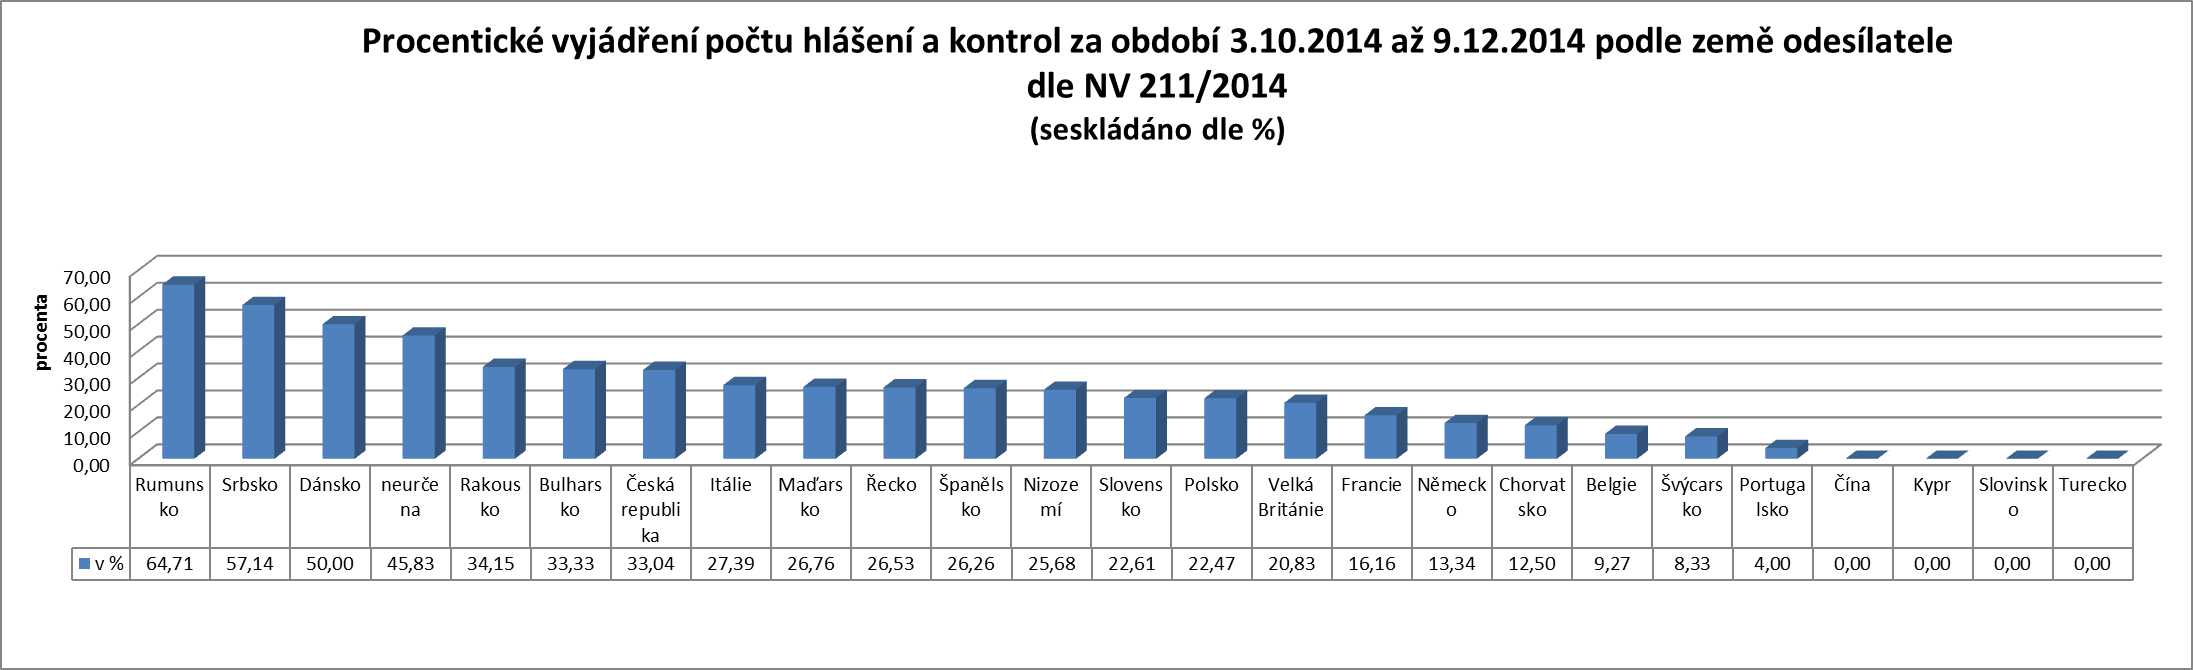 Procentické vyjádření počtu hlášení a kontrol za období 3.10.2014 až 9.12.2014 podle země odesílatele
dle NV 211/2014
(seskládáno dle %)
procenta
70,00
60,00
50,00
40,00
30,00
20,00
10,00
0,00
Rumuns Srbsko Dánsko neurče Rakous Bulhars Česká Itálie Maďars Řecko Španěls Nizoze Slovens Polsko Velká Francie Německ Chorvat Belgie Švýcars Portuga Čína Kypr Slovinsk Turecko
ko na ko ko republi ko ko mí ko Británie o sko ko lsko o
ka
v % 64,71 57,14 50,00 45,83 34,15 33,33 33,04 27,39 26,76 26,53 26,26 25,68 22,61 22,47 20,83 16,16 13,34 12,50 9,27 8,33 4,00 0,00 0,00 0,00 0,00